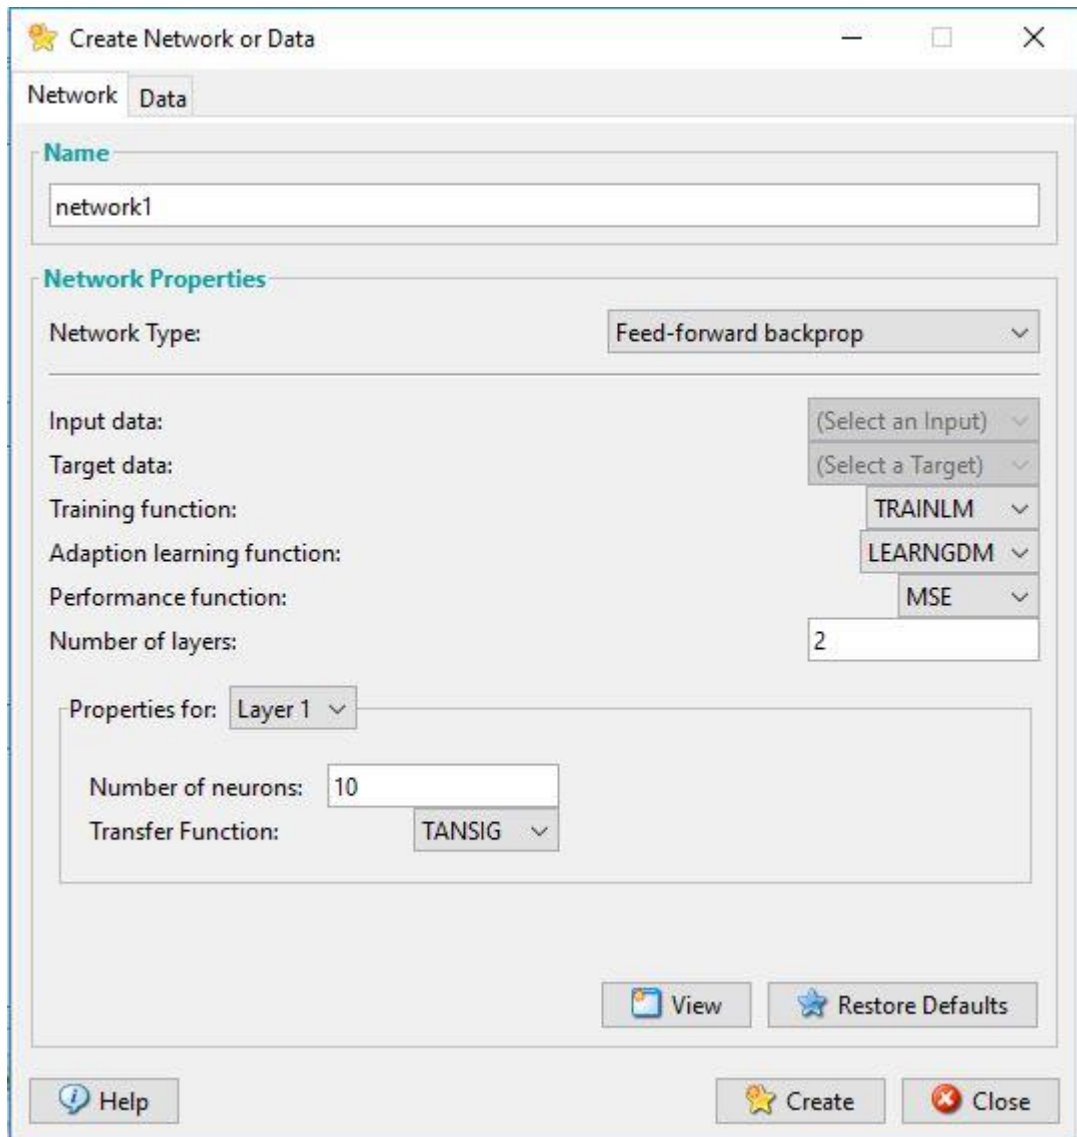 Create Network or Data
Network Data
Name
network1
Network Properties
Network Type: Feed-forward backprop
Input data: (Select an Input)
Target data: (Select a Target)
Training function: TRAINLM
Adaption learning function: LEARNGDM
Performance function: MSE
Number of layers: 2
Properties for: Layer 1
Number of neurons: 10
Transfer Function: TANSIG
View Restore Defaults
Help Create Close